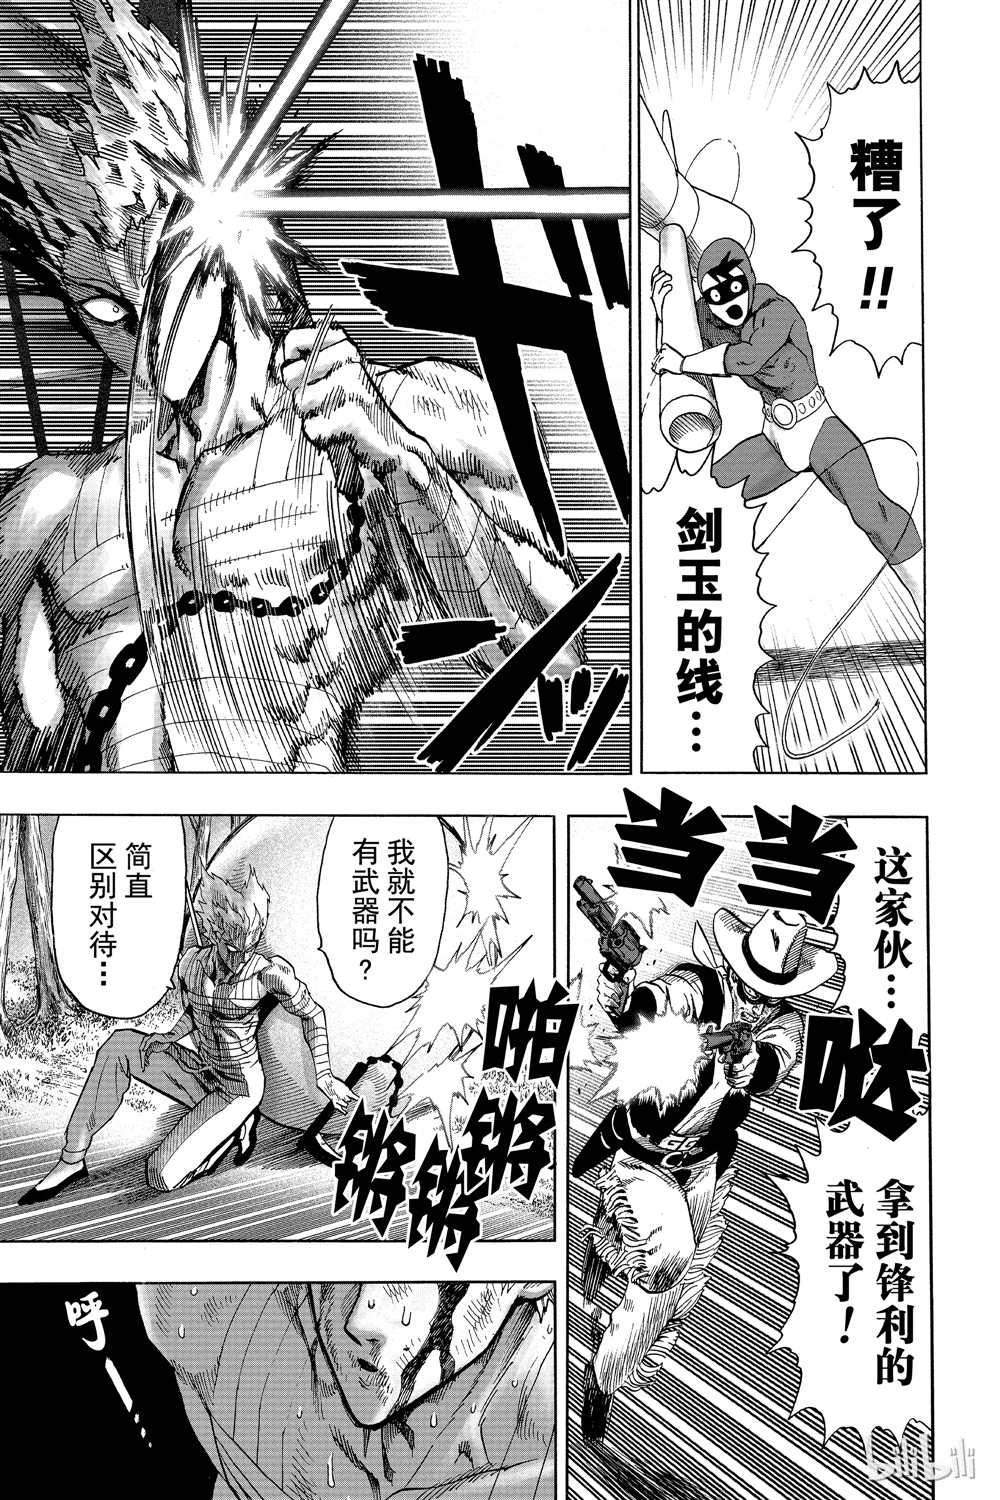 糟了!!
剑玉的线…
这家伙…
拿到锋利的
武器了！
当当
哒
我就不能
有武器吗？
简直
区别对待…
啪
锵锵锵
呼——
bilibili